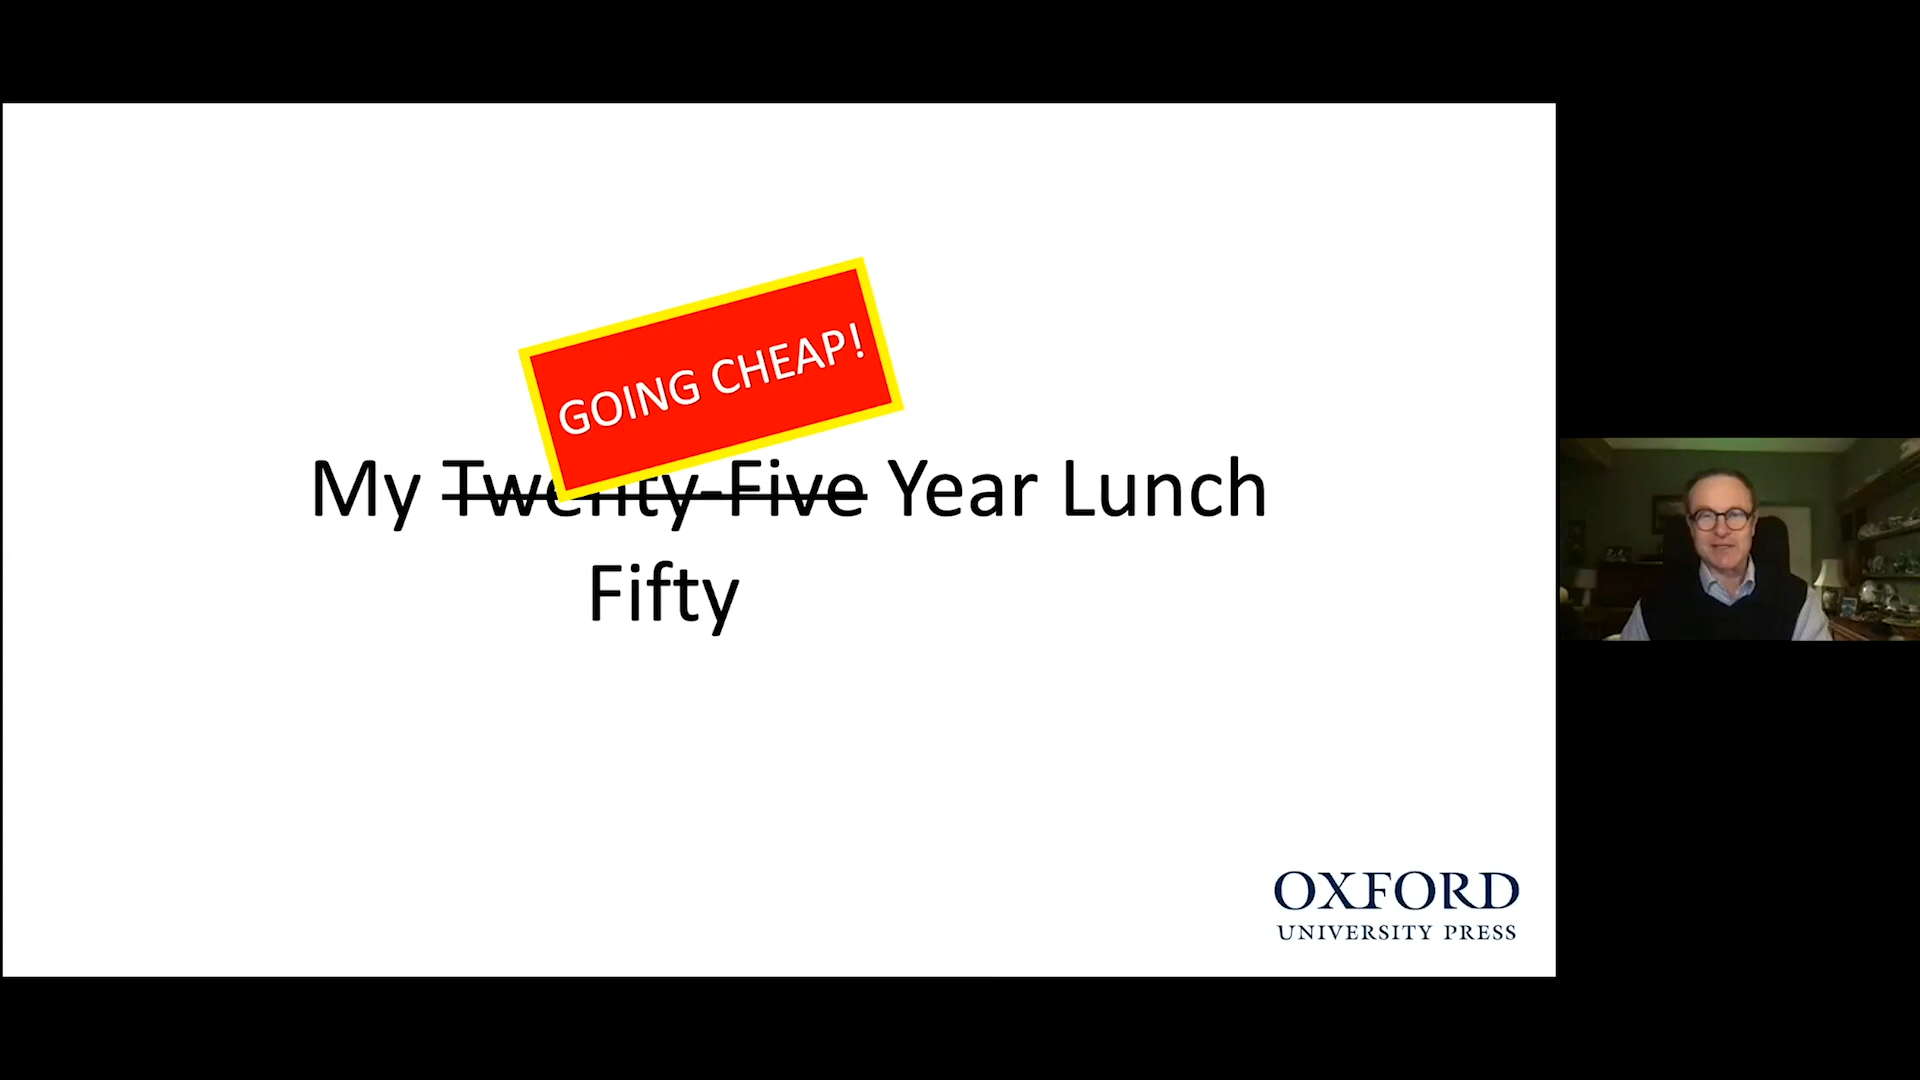 GOING CHEAP!
My Twenty-Five Year Lunch
Fifty
OXFORD
UNIVERSITY PRESS